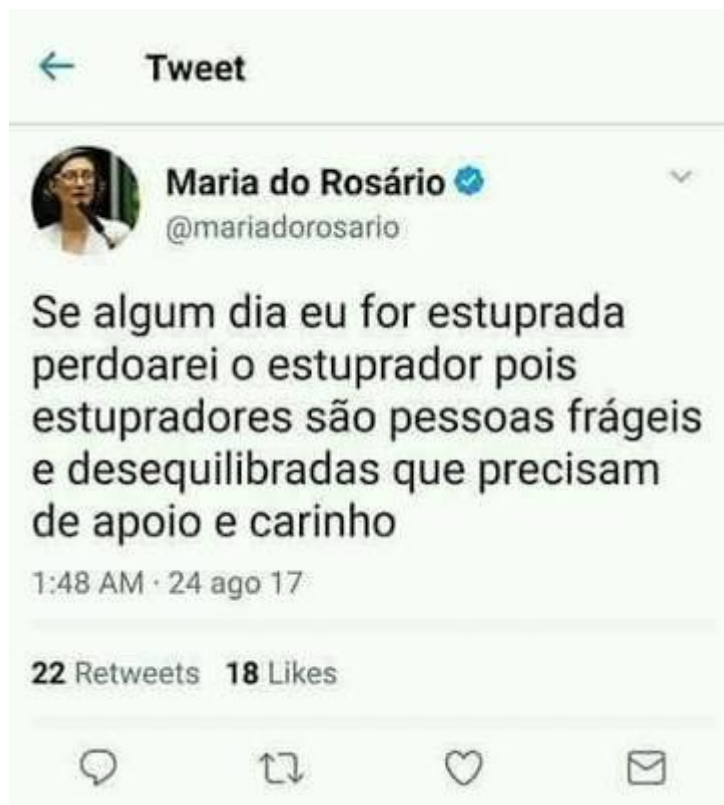 Tweet
Maria do Rosário
@mariadorosario
Se algum dia eu for estuprada
perdoarei o estuprador pois
estupradores são pessoas frágeis
e desequilibradas que precisam
de apoio e carinho
1:48 AM · 24 ago 17
22 Retweets 18 Likes